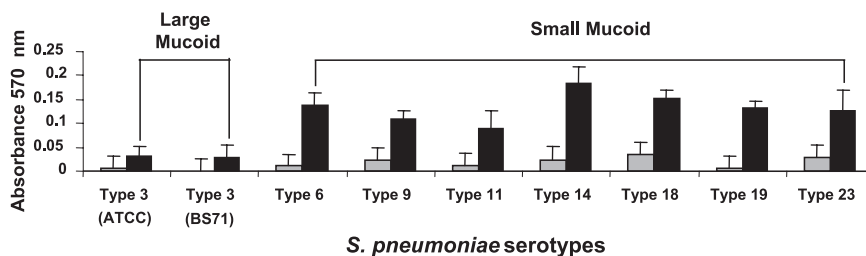 Large
Mucoid
Small Mucoid
Absorbance 570 nm
0.25
0.2
0.15
0.1
0.05
0
Type 3
(ATCC)
Type 3
(BS71)
Type 6
Type 9
Type 11
Type 14
Type 18
Type 19
Type 23
S. pneumoniae serotypes